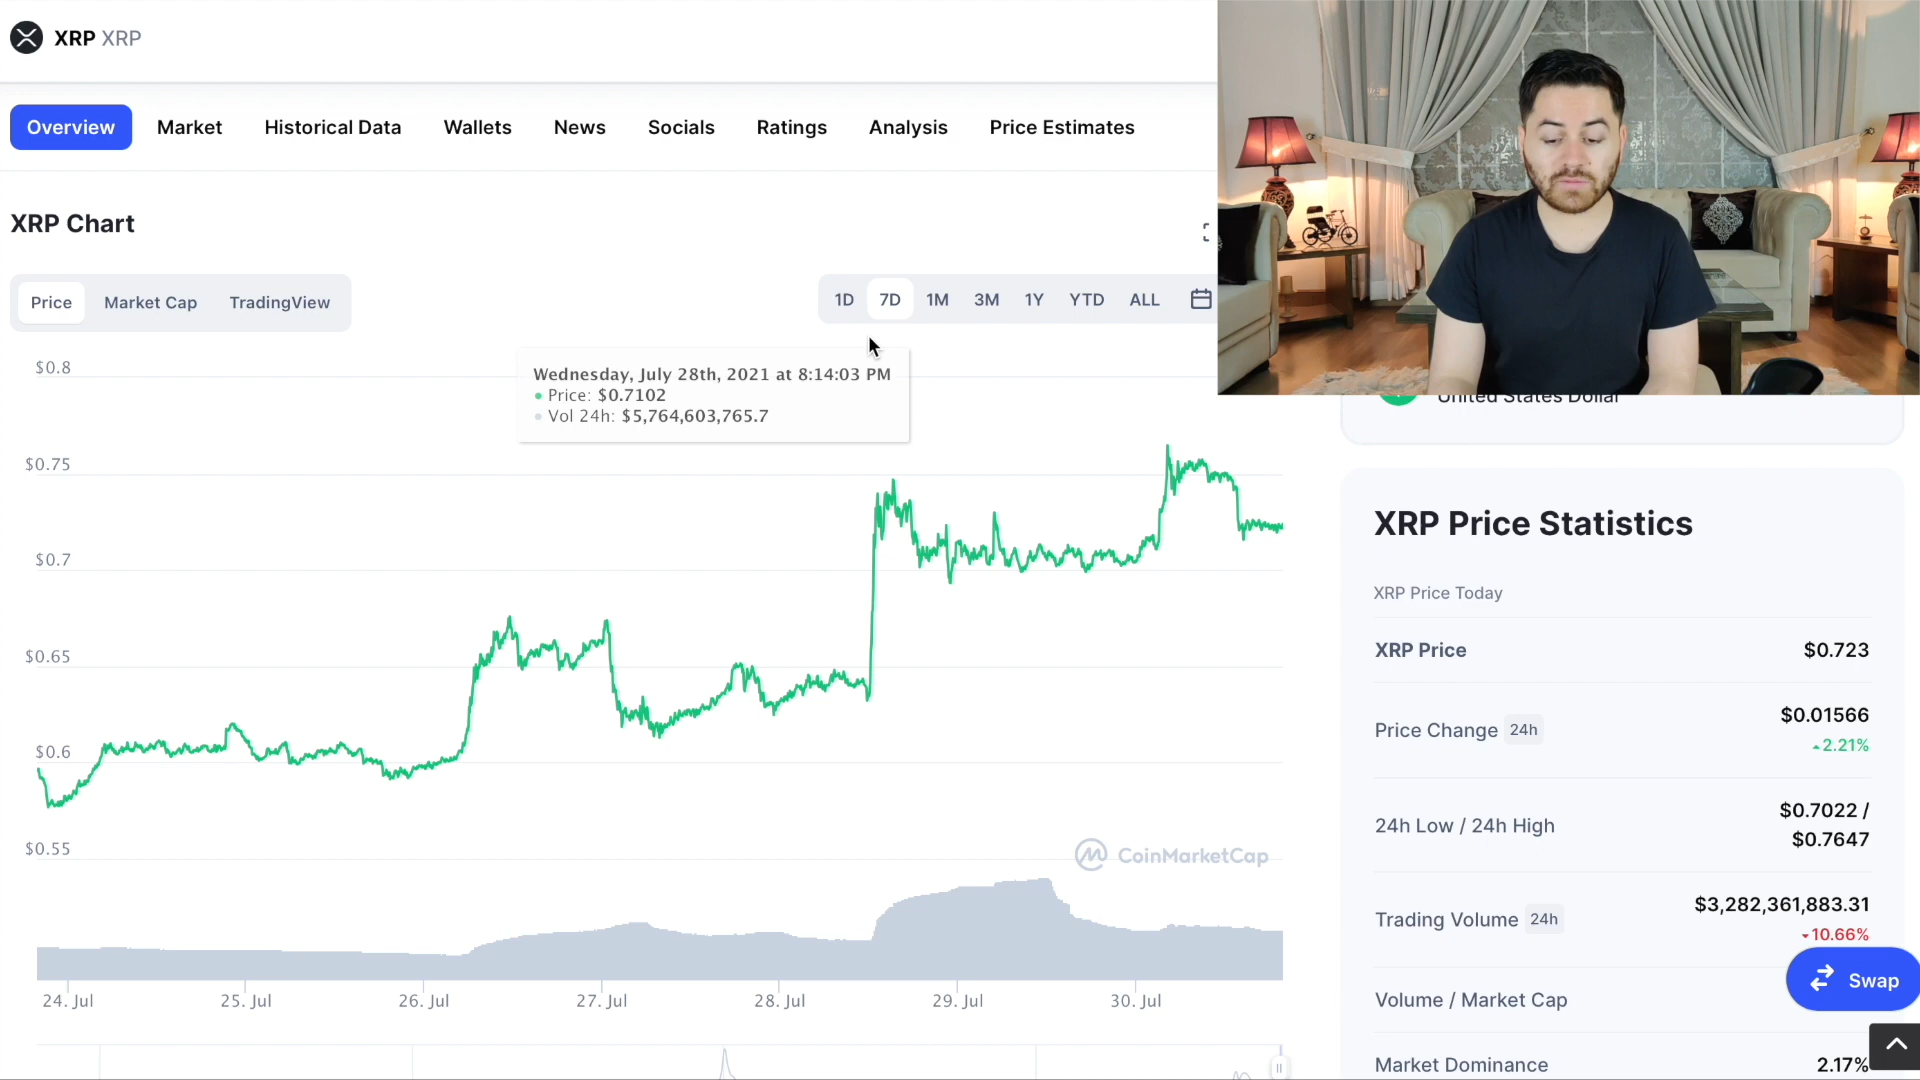 XRP XRP
Overview Market Historical Data Wallets News Socials Ratings Analysis Price Estimates
XRP Chart
Price Market Cap TradingView
1D 7D 1M 3M 1Y YTD ALL
$0.8
$0.75
$0.7
$0.65
$0.6
$0.55
Wednesday, July 28th, 2021 at 8:14:03 PM
Price: $0.7102
Vol 24h: $5,764,603,765.7
CoinMarketCap
24. Jul 25. Jul 26. Jul 27. Jul 28. Jul 29. Jul 30. Jul
United States Dollar
XRP Price Statistics
XRP Price Today
XRP Price $0.723
Price Change 24h $0.01566
2.21%
24h Low / 24h High $0.7022 /
$0.7647
Trading Volume 24h $3,282,361,883.31
10.66%
Swap
Volume / Market Cap
Market Dominance 2.17%